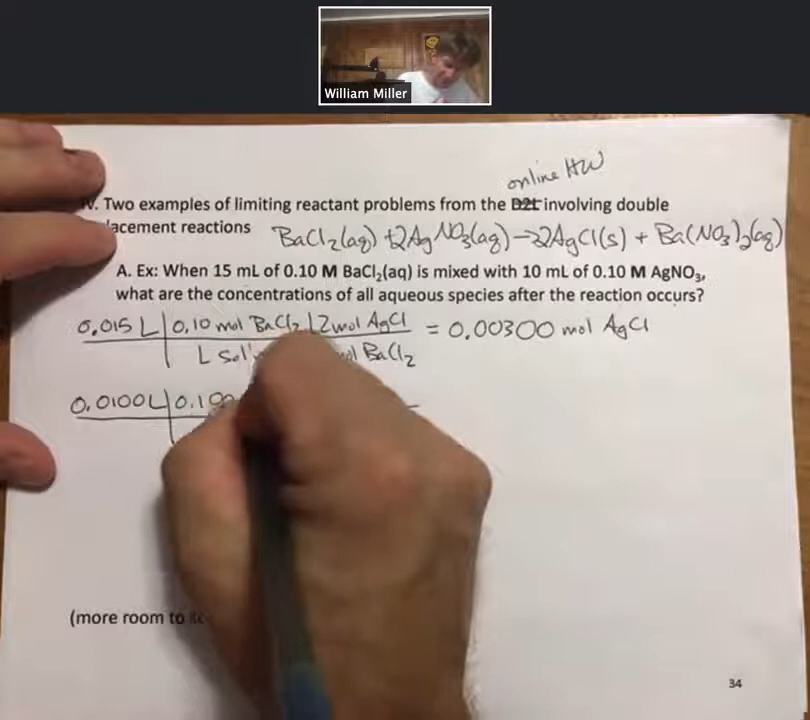 William Miller
online HW
V. Two examples of limiting reactant problems from the D2L involving double
acement reactions BaCl₂(aq) + 2AgNO₃(aq) → 2AgCl(s) + Ba(NO₃)₂(aq)
A. Ex: When 15 mL of 0.10 M BaCl₂(aq) is mixed with 10 mL of 0.10 M AgNO₃,
what are the concentrations of all aqueous species after the reaction occurs?
0.015 L | 0.10 mol BaCl₂ | 2 mol AgCl = 0.00300 mol AgCl
L sol' ol BaCl₂
0.0100 L | 0.100
(more room to
34